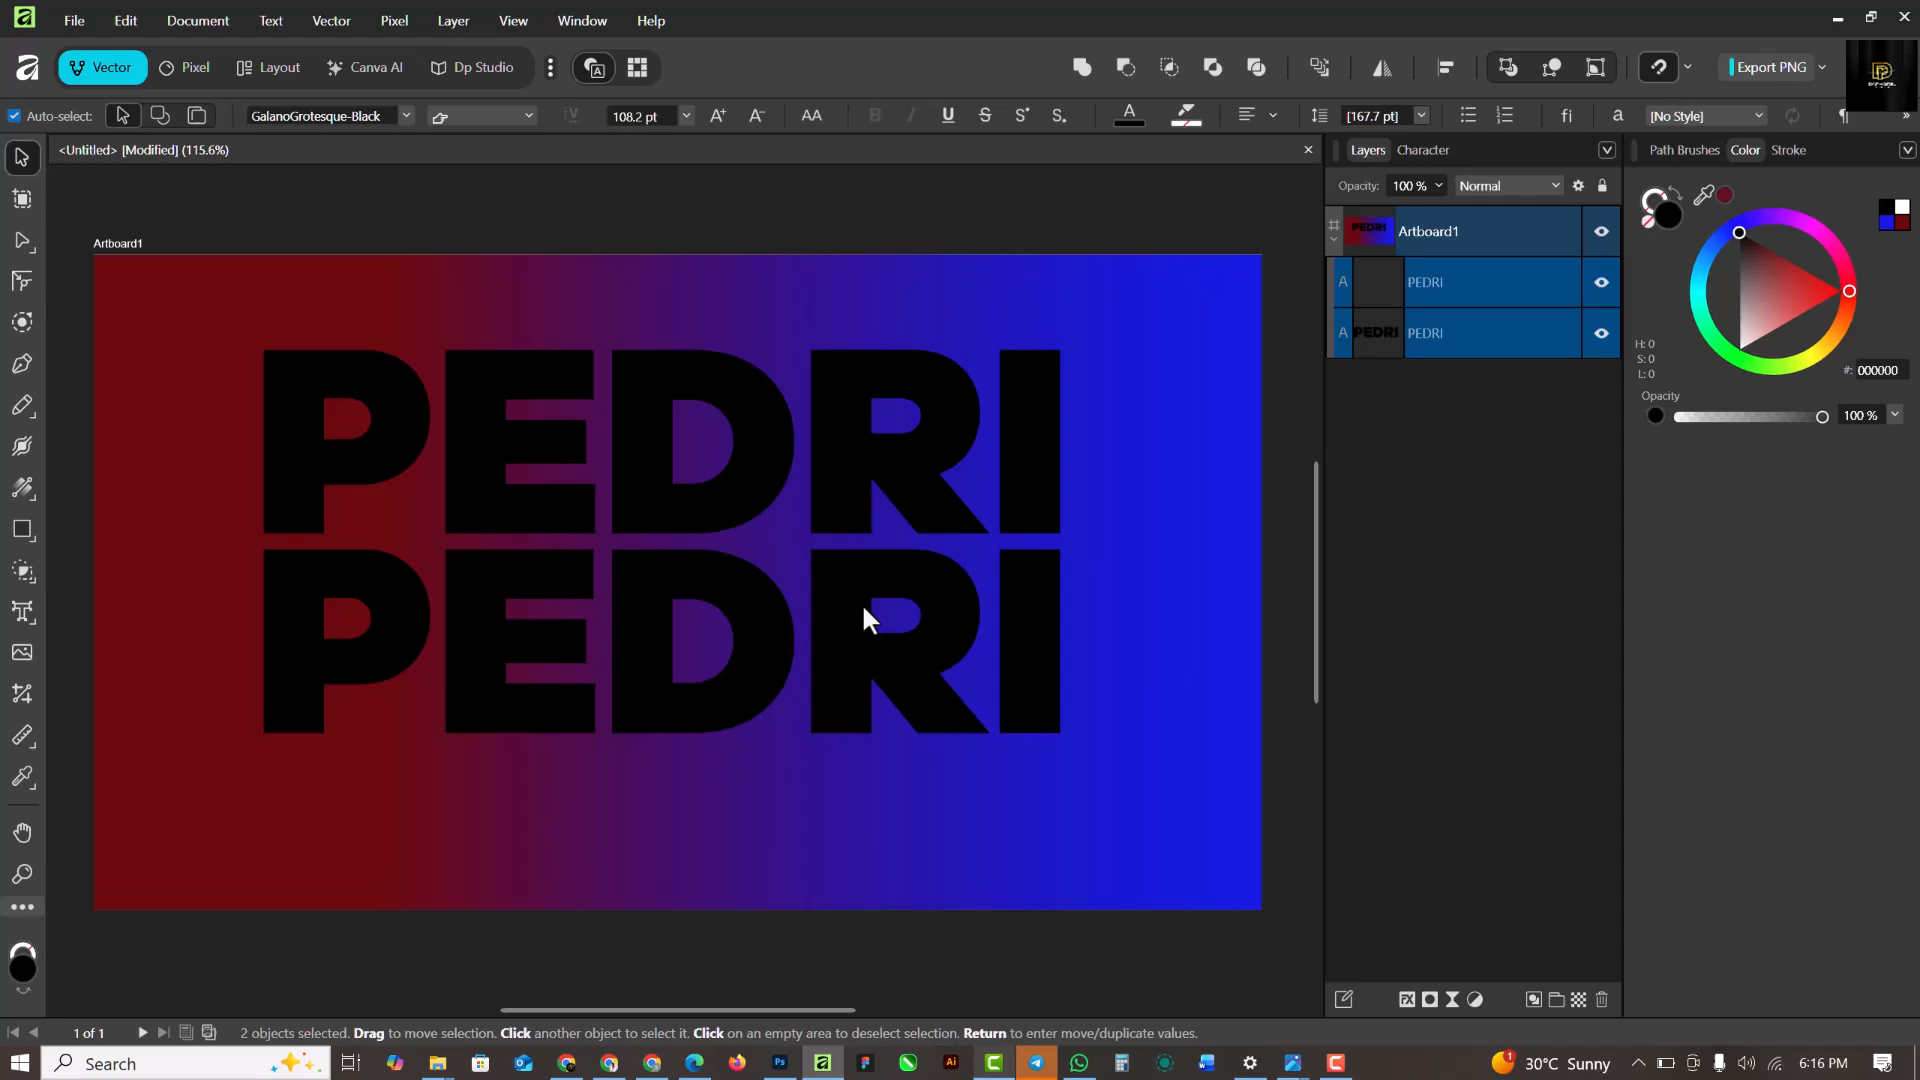 File Edit Document Text Vector Pixel Layer View Window Help
Vector Pixel Layout Canva AI Dp Studio Export PNG
Auto-select: GalanoGrotesque-Black 108.2 pt [167.7 pt] [No Style]
<Untitled> [Modified] (115.6%)
Layers Character
Path Brushes Color Stroke
Opacity: 100 % Normal
Artboard1
PEDRI
Artboard1
A PEDRI
A PEDRI PEDRI
H: 0
S: 0
L: 0
#: 000000
Opacity
100 %
PEDRI
PEDRI
1 of 1
2 objects selected. Drag to move selection. Click another object to select it. Click on an empty area to deselect selection. Return to enter move/duplicate values.
Search
30°C Sunny
6:16 PM